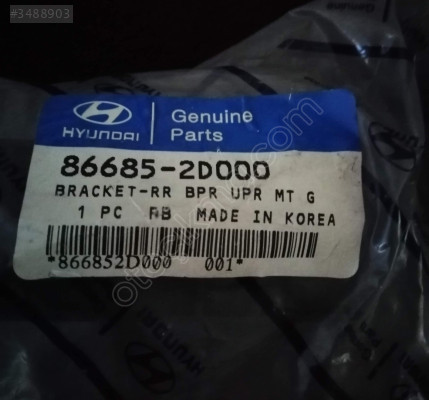 #3488903
HYUNDAI
Genuine
Parts
86685-2D000
BRACKET-RR BPR UPR MT G
1 PC RB MADE IN KOREA
*866852D000 001*
HYUNDAI